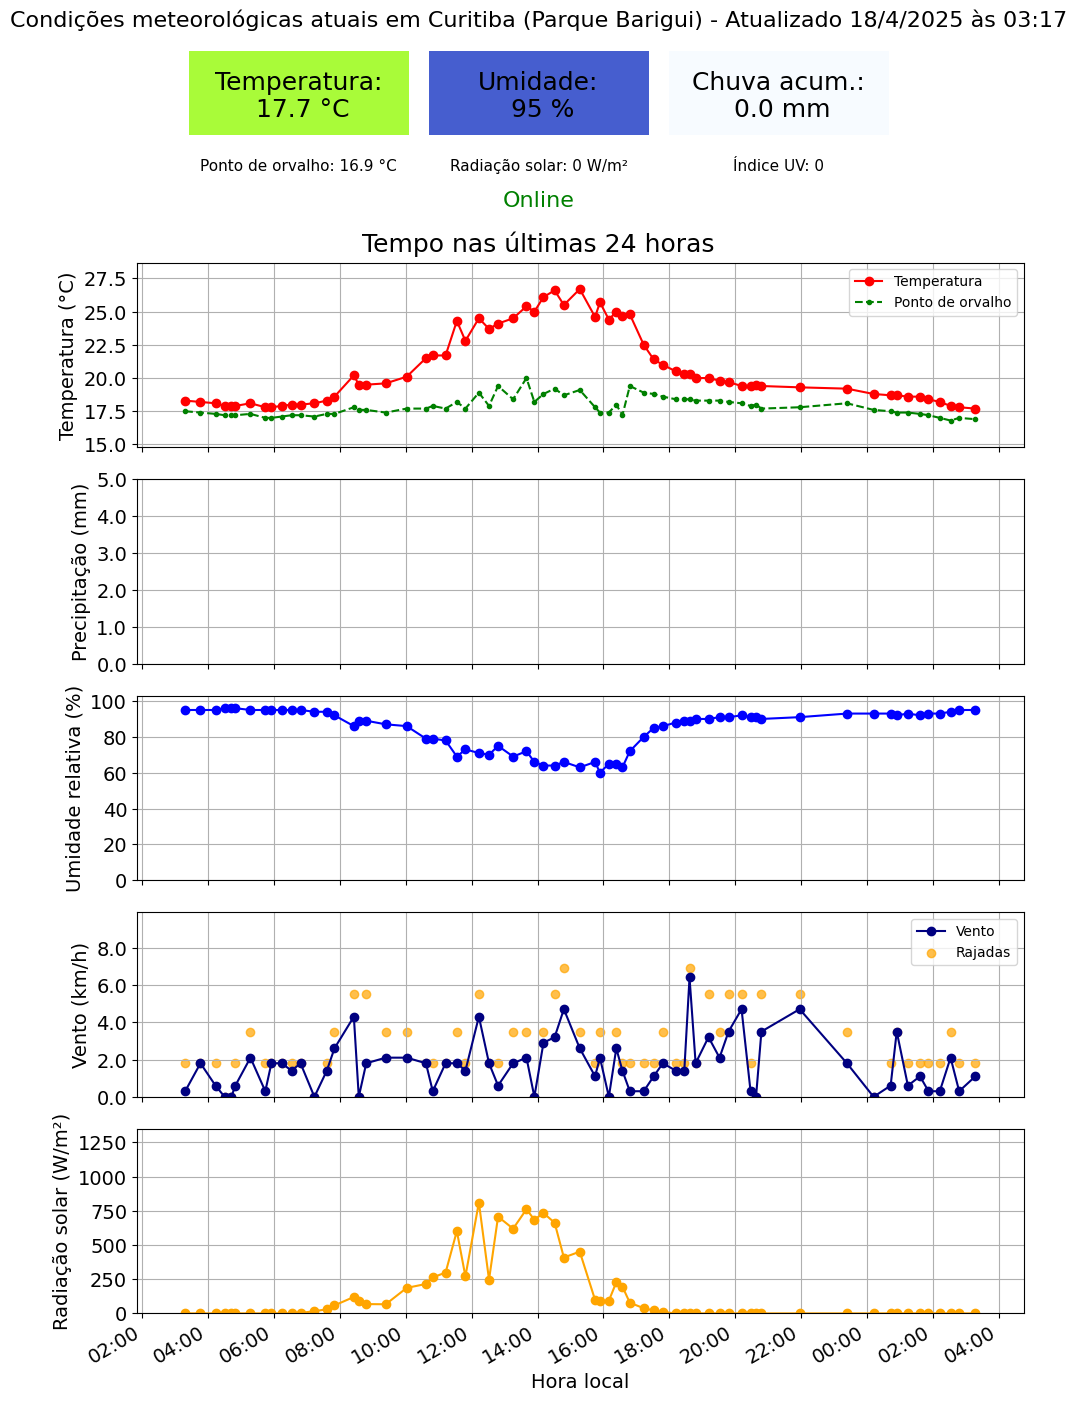 Condições meteorológicas atuais em Curitiba (Parque Barigui) - Atualizado 18/4/2025 às 03:17
Temperatura:
17.7 °C
Umidade:
95 %
Chuva acum.:
0.0 mm
Ponto de orvalho: 16.9 °C
Radiação solar: 0 W/m²
Índice UV: 0
Online
Tempo nas últimas 24 horas
Temperatura (°C)
27.5
25.0
22.5
20.0
17.5
15.0
Temperatura
Ponto de orvalho
Precipitação (mm)
5.0
4.0
3.0
2.0
1.0
0.0
Umidade relativa (%)
100
80
60
40
20
0
Vento (km/h)
8.0
6.0
4.0
2.0
0.0
Vento
Rajadas
Radiação solar (W/m²)
1250
1000
750
500
250
0
02:00
04:00
06:00
08:00
10:00
12:00
14:00
16:00
18:00
20:00
22:00
00:00
02:00
04:00
Hora local